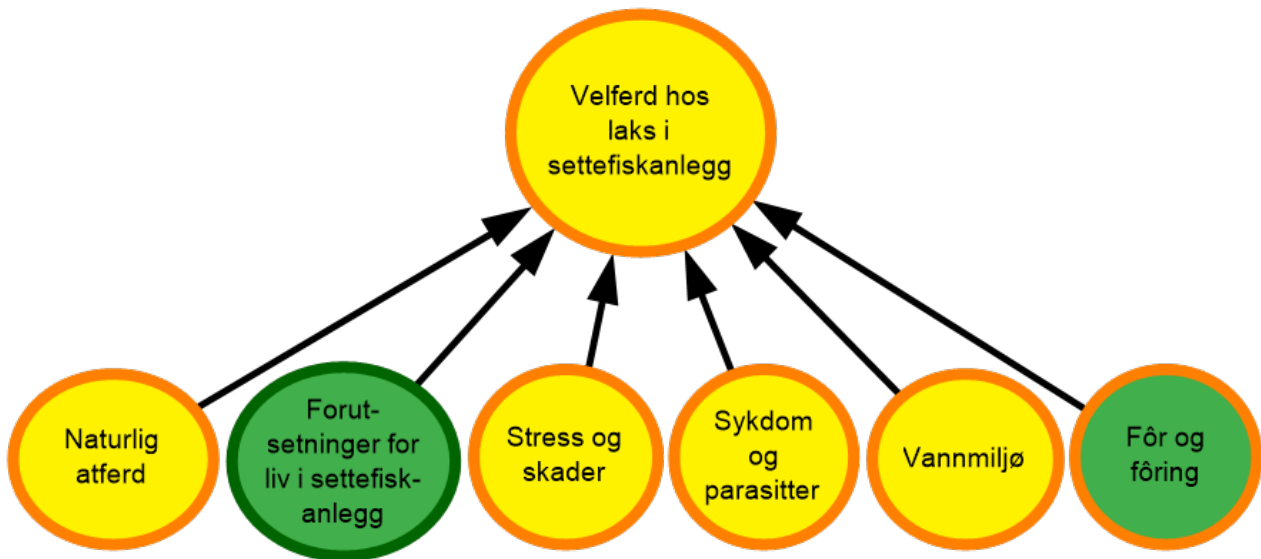 Velferd hos
laks i
settefiskanlegg
Naturlig
atferd
Forut-
setninger for
liv i settefisk-
anlegg
Stress og
skader
Sykdom
og
parasitter
Vannmiljø
Fôr og
fôring